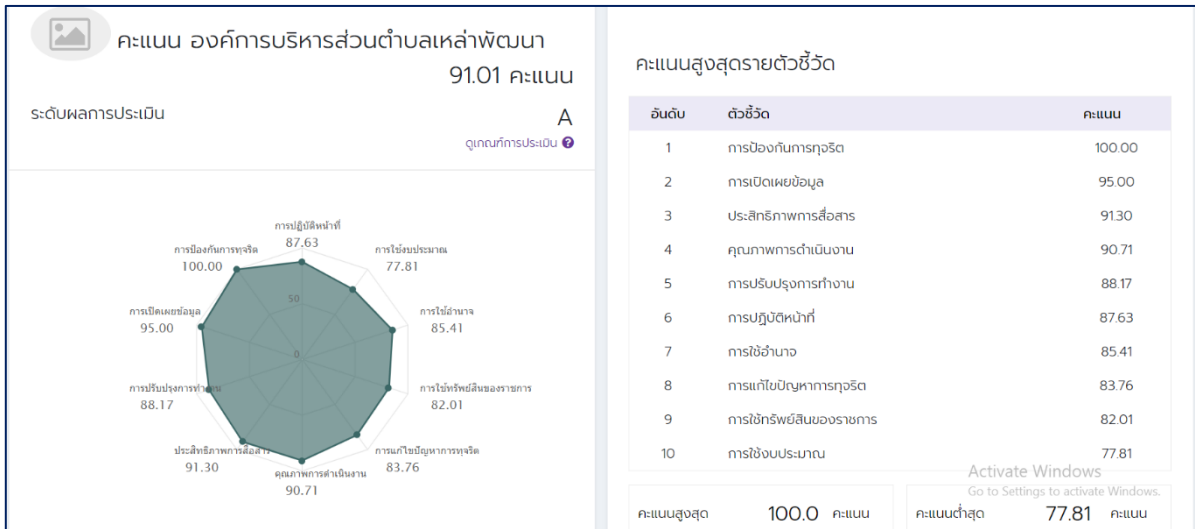 คะแนน องค์การบริหารส่วนตำบลเหล่าพัฒนา
91.01 คะแนน
ระดับผลการประเมิน
A
ดูเกณฑ์การประเมิน ?
การปฏิบัติหน้าที่
87.63
การป้องกันการทุจริต
100.00
การใช้งบประมาณ
77.81
50
การเปิดเผยข้อมูล
95.00
การใช้อำนาจ
85.41
0
การปรับปรุงการทำงาน
88.17
การใช้ทรัพย์สินของราชการ
82.01
ประสิทธิภาพการสื่อสาร
91.30
การแก้ไขปัญหาการทุจริต
83.76
คุณภาพการดำเนินงาน
90.71
คะแนนสูงสุดรายตัวชี้วัด
อันดับ ตัวชี้วัด คะแนน
1 การป้องกันการทุจริต 100.00
2 การเปิดเผยข้อมูล 95.00
3 ประสิทธิภาพการสื่อสาร 91.30
4 คุณภาพการดำเนินงาน 90.71
5 การปรับปรุงการทำงาน 88.17
6 การปฏิบัติหน้าที่ 87.63
7 การใช้อำนาจ 85.41
8 การแก้ไขปัญหาการทุจริต 83.76
9 การใช้ทรัพย์สินของราชการ 82.01
10 การใช้งบประมาณ 77.81
Activate Windows
Go to Settings to activate Windows.
คะแนนสูงสุด 100.0 คะแนน
คะแนนต่ำสุด 77.81 คะแนน